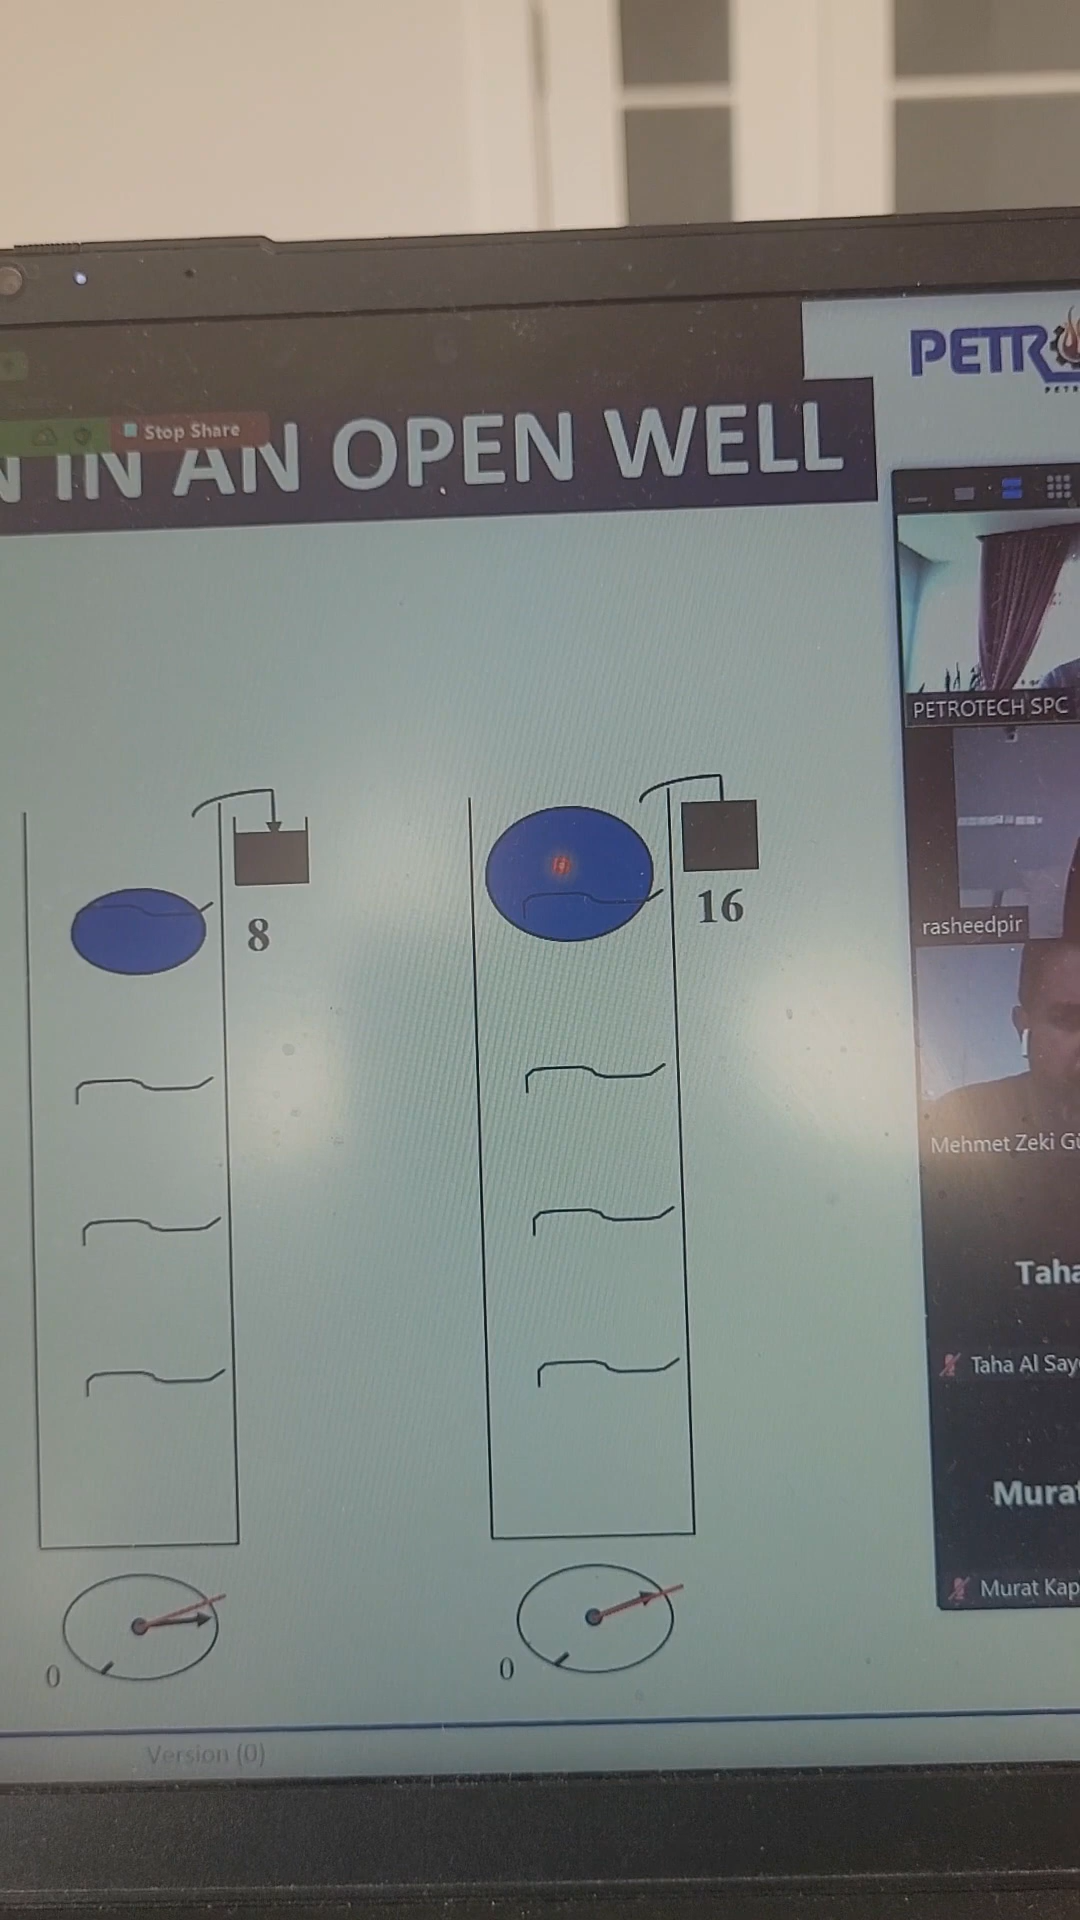 PETR
Stop Share
N IN AN OPEN WELL
PETROTECH SPC
8
16
rasheedpir
Mehmet Zeki Gü
Taha
Taha Al Say
Murat
Murat Kap
0
0
Version (0)